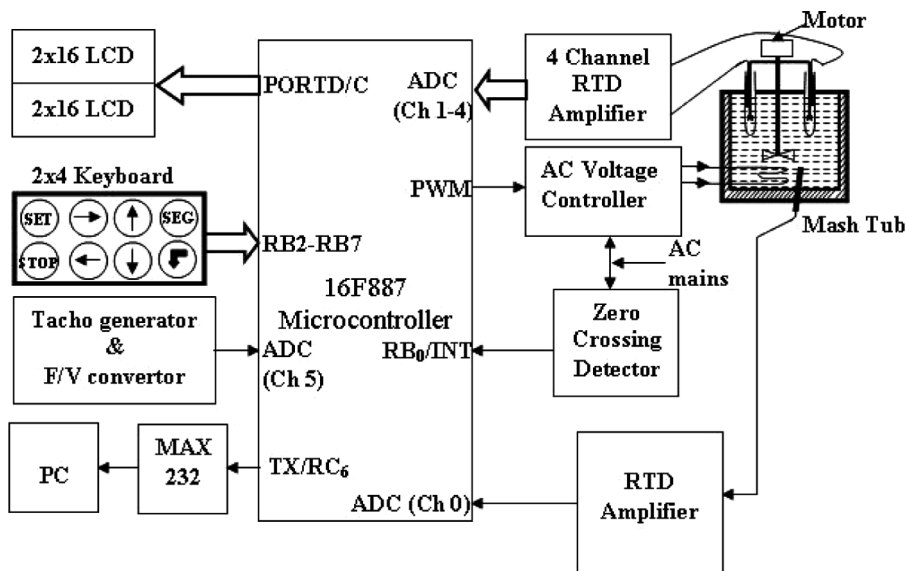 2x16 LCD
2x16 LCD
2x4 Keyboard
SET
SEG
STOP
Tacho generator
&
F/V convertor
PC
MAX
232
PORTD/C
ADC
(Ch 1-4)
PWM
RB2-RB7
16F887
Microcontroller
RB0/INT
ADC
(Ch 5)
TX/RC6
ADC (Ch 0)
4 Channel
RTD
Amplifier
AC Voltage
Controller
AC
mains
Zero
Crossing
Detector
RTD
Amplifier
Motor
Mash Tub